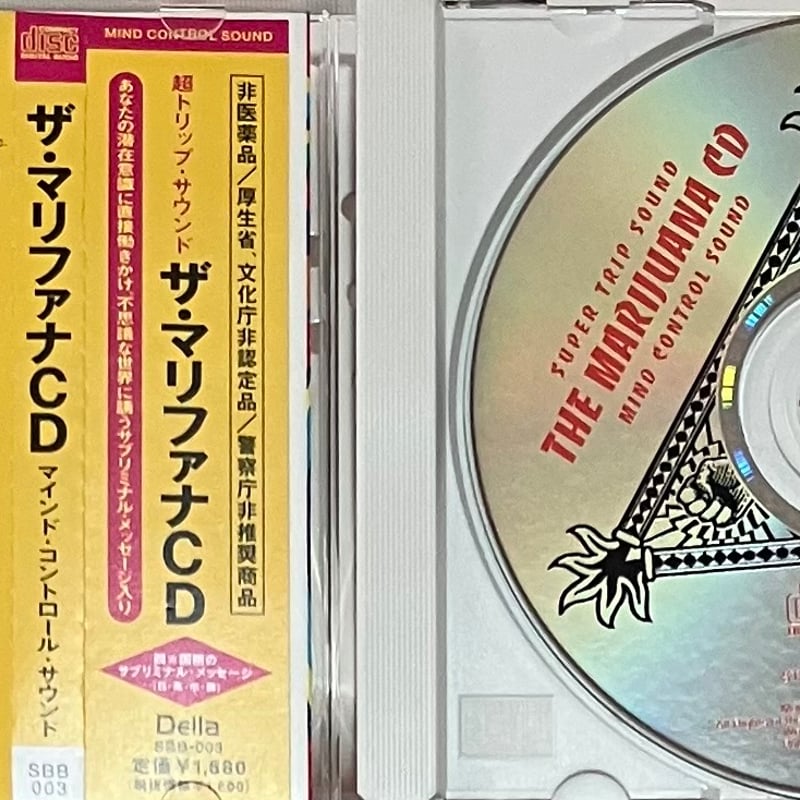 disc
MIND CONTROL SOUND
ザ・マリファナCD マインド・コントロール・サウンド
SBB
003
非医薬品／厚生省、文化庁非認定品／警察庁非推奨商品
超トリップ・サウンド
ザ・マリファナCD
あなたの潜在意識に直接働きかけ、不思議な世界に誘うサブリミナル・メッセージ入り
サブリミナル・メッセージ
Della
SBB-003
定価￥1,680
SUPER TRIP SOUND
THE MARIJUANA CD
MIND CONTROL SOUND